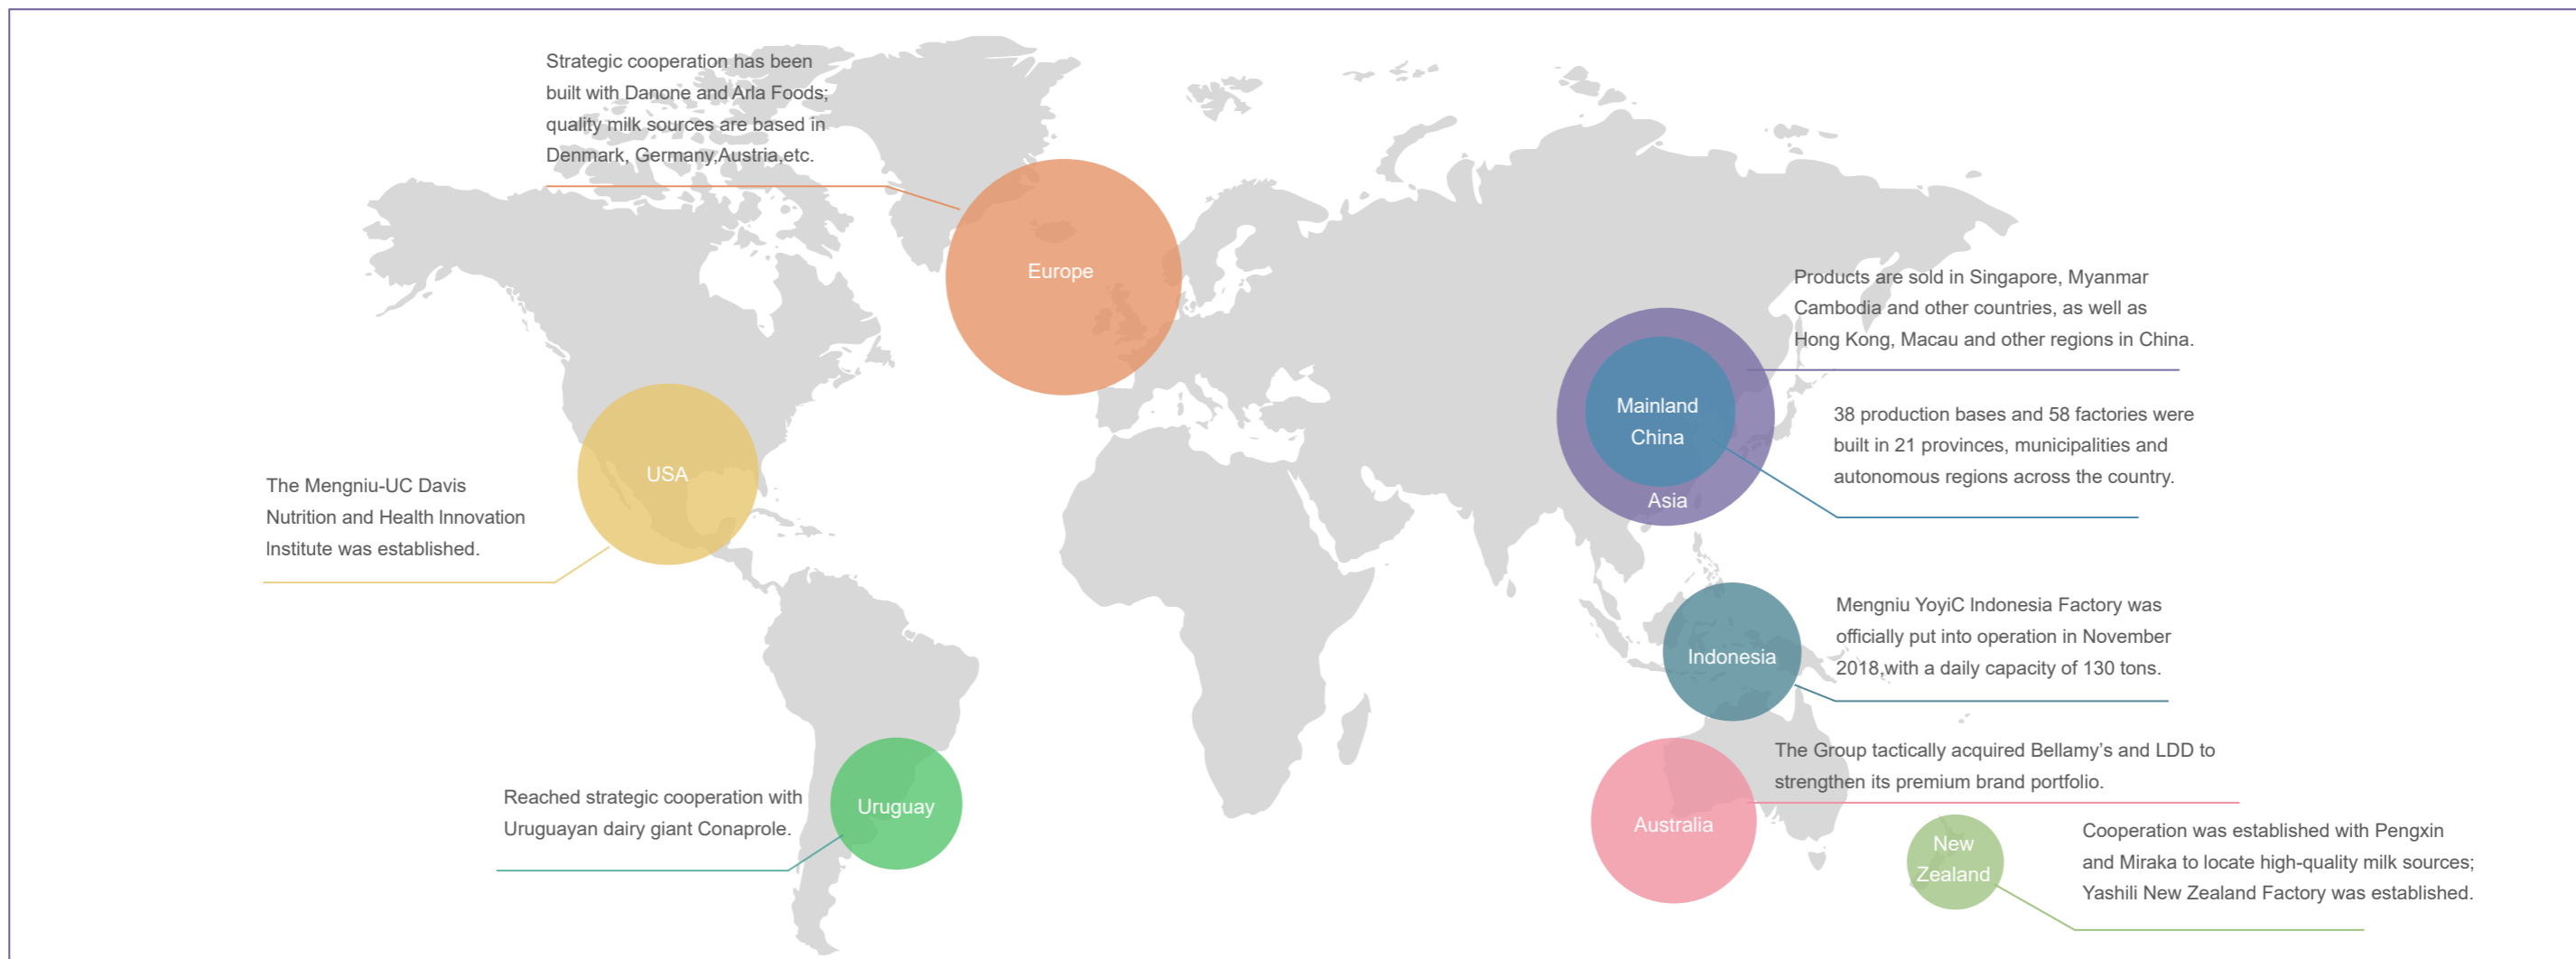 Strategic cooperation has been
built with Danone and Arla Foods;
quality milk sources are based in
Denmark, Germany,Austria,etc.
Europe
Products are sold in Singapore, Myanmar
Cambodia and other countries, as well as
Hong Kong, Macau and other regions in China.
Mainland
China
Asia
38 production bases and 58 factories were
built in 21 provinces, municipalities and
autonomous regions across the country.
USA
The Mengniu-UC Davis
Nutrition and Health Innovation
Institute was established.
Indonesia
Mengniu YoyiC Indonesia Factory was
officially put into operation in November
2018,with a daily capacity of 130 tons.
Uruguay
Reached strategic cooperation with
Uruguayan dairy giant Conaprole.
Australia
The Group tactically acquired Bellamy’s and LDD to
strengthen its premium brand portfolio.
New
Zealand
Cooperation was established with Pengxin
and Miraka to locate high-quality milk sources;
Yashili New Zealand Factory was established.